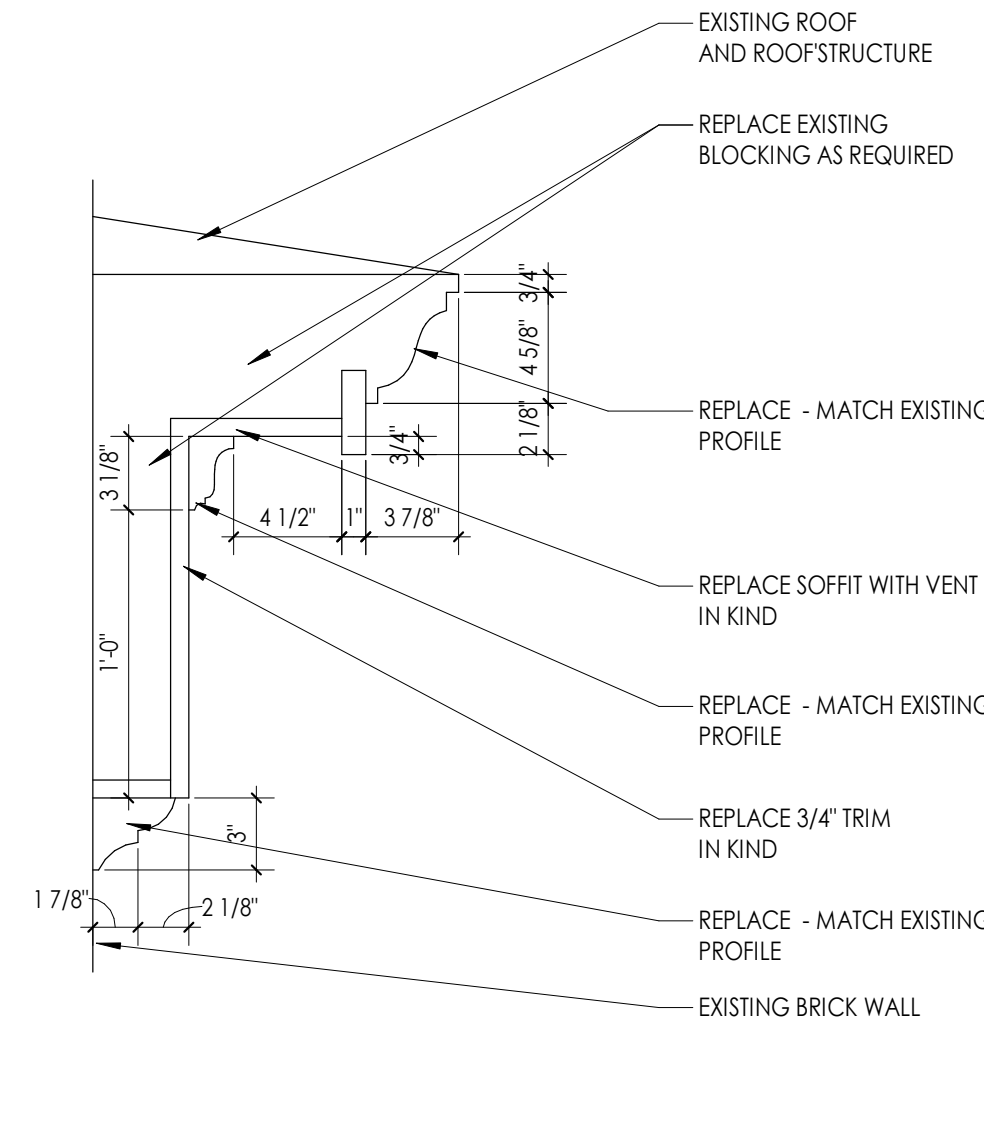 EXISTING ROOF
AND ROOF'STRUCTURE
REPLACE EXISTING
BLOCKING AS REQUIRED
3/4"
4 5/8"
2 1/8"
REPLACE - MATCH EXISTING
PROFILE
3/4"
3 1/8"
4 1/2"
1"
3 7/8"
REPLACE SOFFIT WITH VENT
IN KIND
1'-0"
REPLACE - MATCH EXISTING
PROFILE
REPLACE 3/4" TRIM
IN KIND
3"
1 7/8"
2 1/8"
REPLACE - MATCH EXISTING
PROFILE
EXISTING BRICK WALL